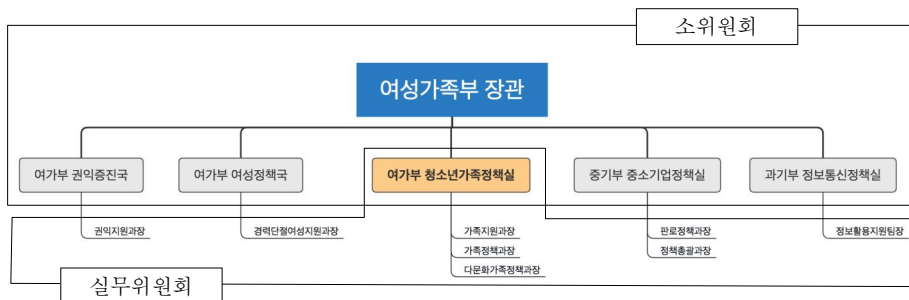 소위원회
여성가족부 장관
여가부 권익증진국
여가부 여성정책국
여가부 청소년가족정책실
중기부 중소기업정책실
과기부 정보통신정책실
권익지원과장
경력단절여성지원과장
가족지원과장
판로정책과장
정보활용지원팀장
가족정책과장
정책총괄과장
다문화가족정책과장
실무위원회